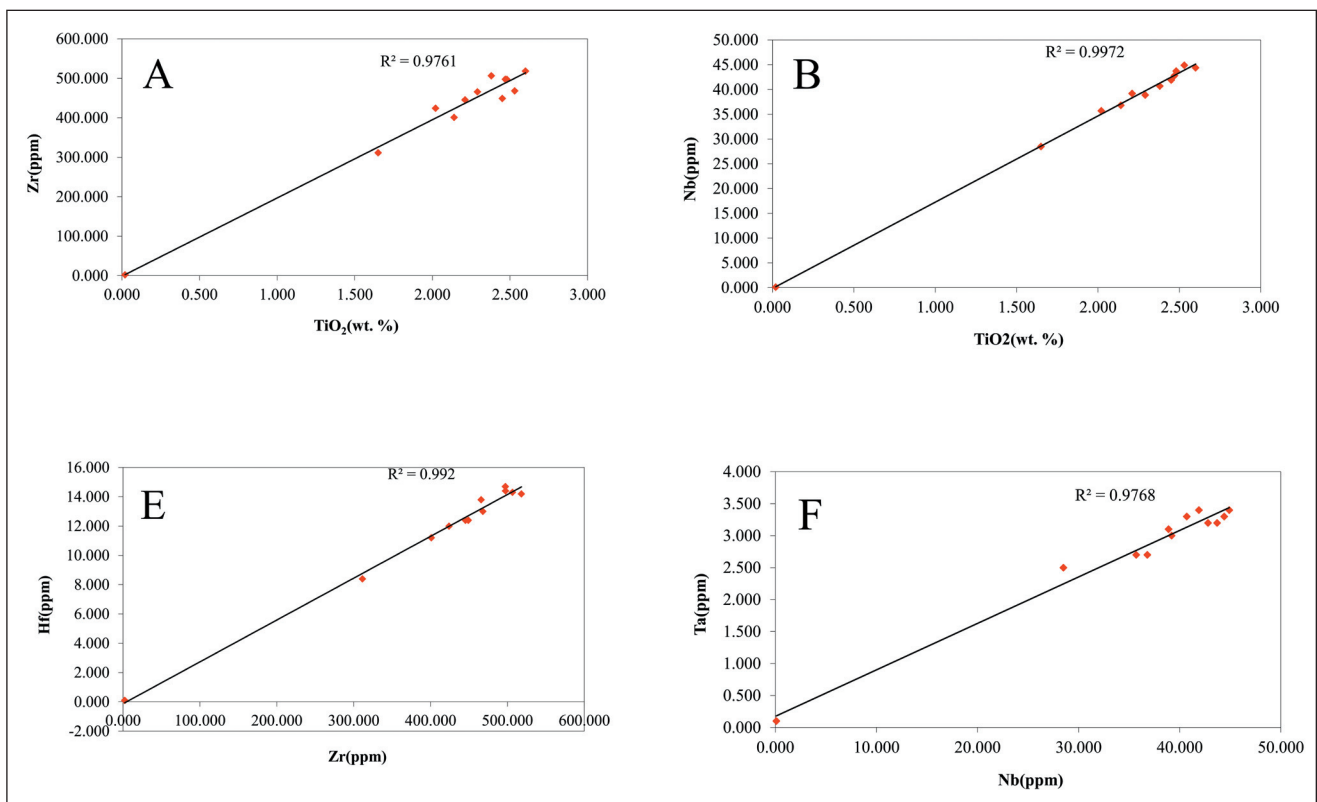 A
R² = 0.9761
Zr(ppm)
600.000
500.000
400.000
300.000
200.000
100.000
0.000
0.000 0.500 1.000 1.500 2.000 2.500 3.000
TiO₂(wt. %)
B
R² = 0.9972
Nb(ppm)
50.000
45.000
40.000
35.000
30.000
25.000
20.000
15.000
10.000
5.000
0.000
0.000 0.500 1.000 1.500 2.000 2.500 3.000
TiO2(wt. %)
E
R² = 0.992
Hf(ppm)
16.000
14.000
12.000
10.000
8.000
6.000
4.000
2.000
0.000
-2.000
0.000 100.000 200.000 300.000 400.000 500.000 600.000
Zr(ppm)
F
R² = 0.9768
Ta(ppm)
4.000
3.500
3.000
2.500
2.000
1.500
1.000
0.500
0.000
0.000 10.000 20.000 30.000 40.000 50.000
Nb(ppm)